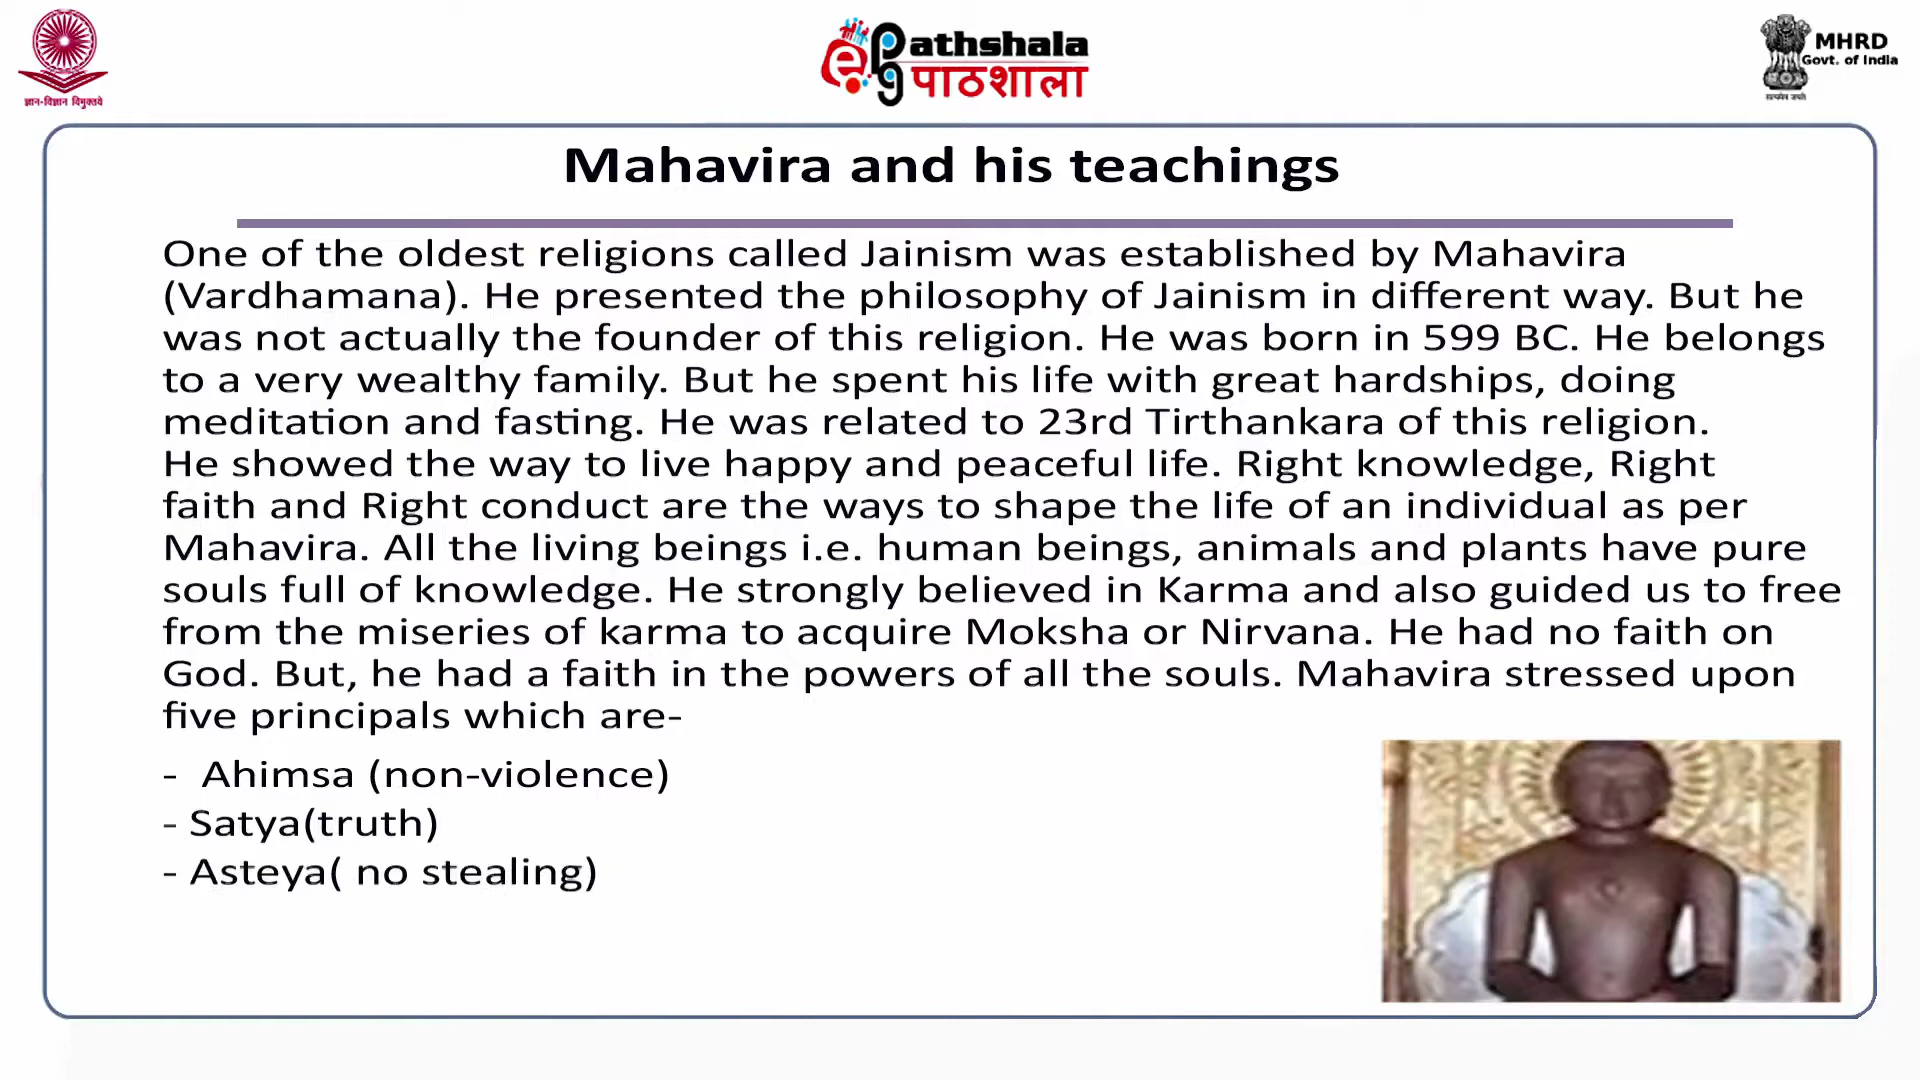 ज्ञान-विज्ञान विमुक्तये
e PG Pathshala
पाठशाला
MHRD
Govt. of India
सत्यमेव जयते
Mahavira and his teachings
One of the oldest religions called Jainism was established by Mahavira
(Vardhamana). He presented the philosophy of Jainism in different way. But he
was not actually the founder of this religion. He was born in 599 BC. He belongs
to a very wealthy family. But he spent his life with great hardships, doing
meditation and fasting. He was related to 23rd Tirthankara of this religion.
He showed the way to live happy and peaceful life. Right knowledge, Right
faith and Right conduct are the ways to shape the life of an individual as per
Mahavira. All the living beings i.e. human beings, animals and plants have pure
souls full of knowledge. He strongly believed in Karma and also guided us to free
from the miseries of karma to acquire Moksha or Nirvana. He had no faith on
God. But, he had a faith in the powers of all the souls. Mahavira stressed upon
five principals which are-
- Ahimsa (non-violence)
- Satya(truth)
- Asteya( no stealing)